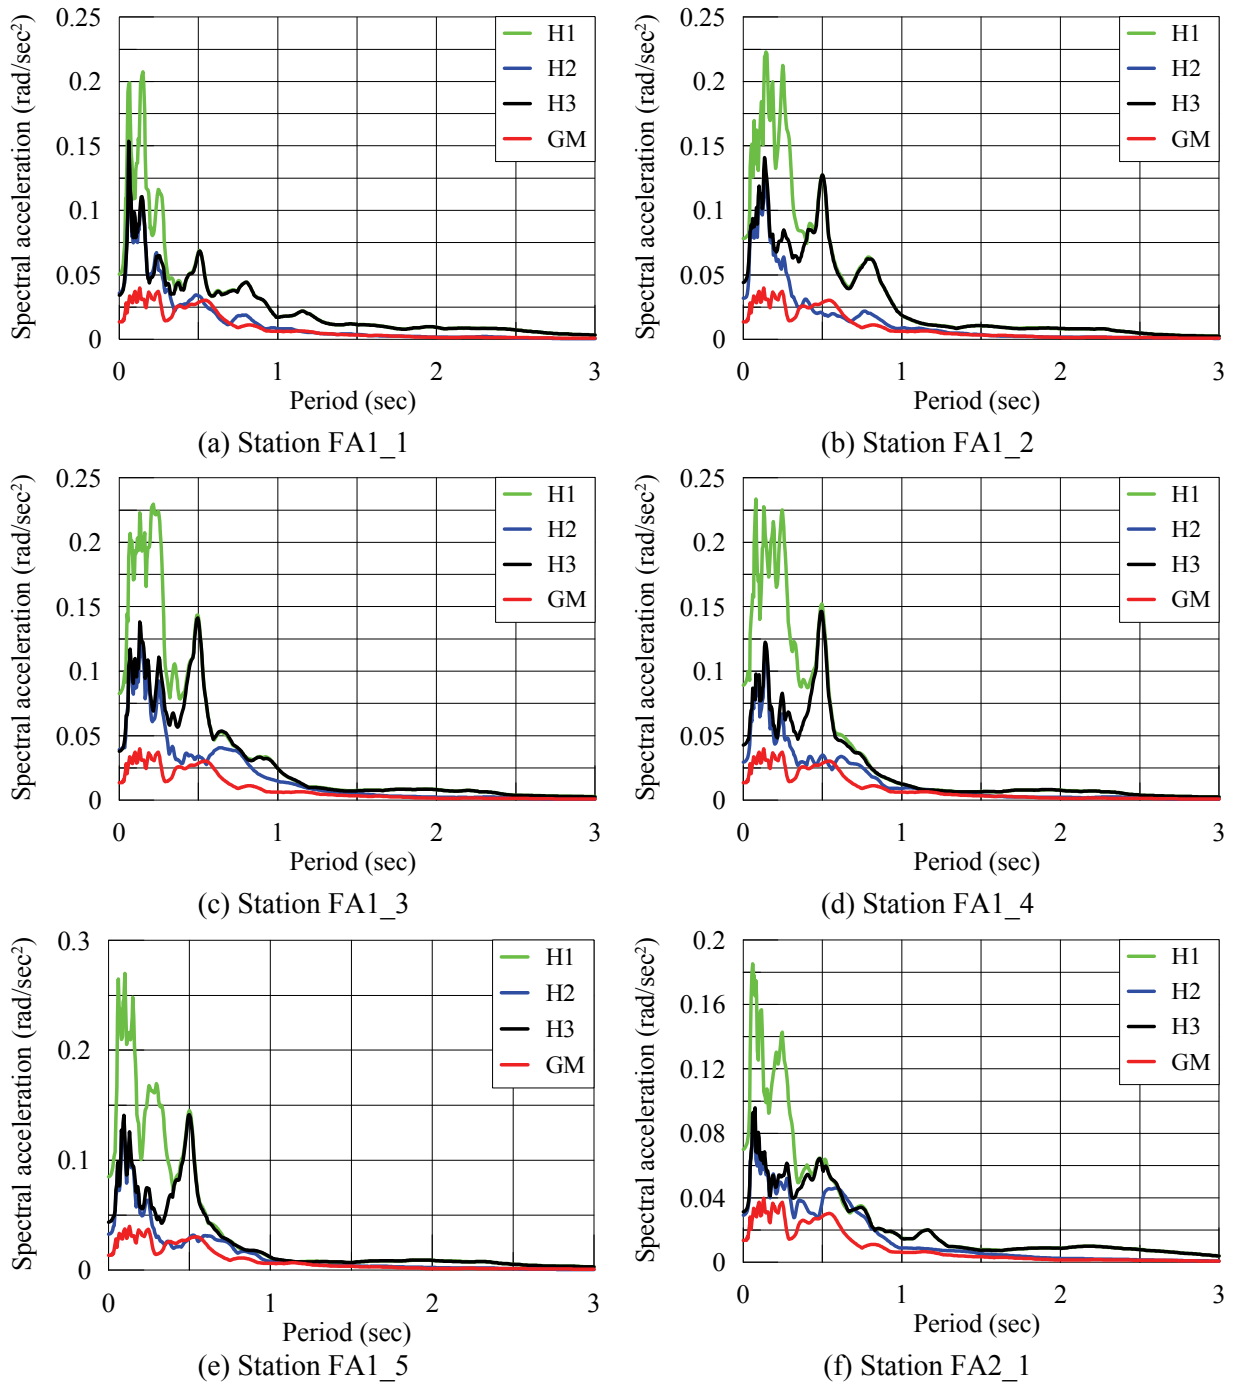 Spectral acceleration (rad/sec²)
0.25
0.2
0.15
0.1
0.05
0
H1
H2
H3
GM
0 1 2 3
Period (sec)
(a) Station FA1_1
Spectral acceleration (rad/sec²)
0.25
0.2
0.15
0.1
0.05
0
H1
H2
H3
GM
0 1 2 3
Period (sec)
(b) Station FA1_2
Spectral acceleration (rad/sec²)
0.25
0.2
0.15
0.1
0.05
0
H1
H2
H3
GM
0 1 2 3
Period (sec)
(c) Station FA1_3
Spectral acceleration (rad/sec²)
0.25
0.2
0.15
0.1
0.05
0
H1
H2
H3
GM
0 1 2 3
Period (sec)
(d) Station FA1_4
Spectral acceleration (rad/sec²)
0.3
0.2
0.1
0
H1
H2
H3
GM
0 1 2 3
Period (sec)
(e) Station FA1_5
Spectral acceleration (rad/sec²)
0.2
0.16
0.12
0.08
0.04
0
H1
H2
H3
GM
0 1 2 3
Period (sec)
(f) Station FA2_1